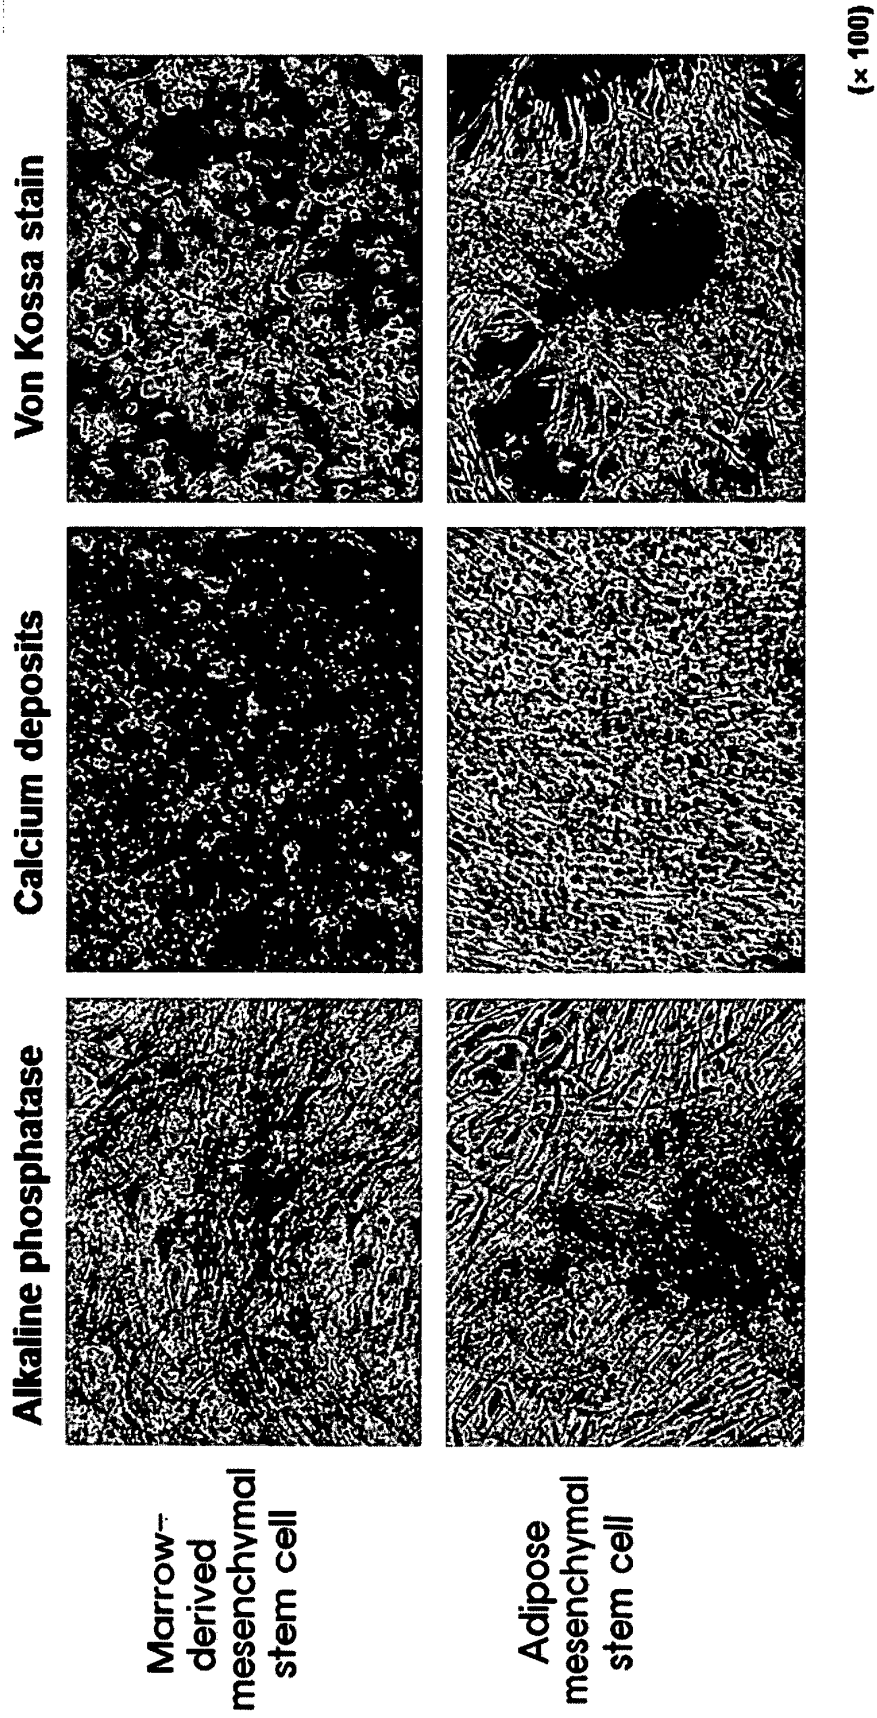 Alkaline phosphatase
Calcium deposits
Von Kossa stain
Marrow-
derived
mesenchymal
stem cell
Adipose
mesenchymal
stem cell
(× 100)